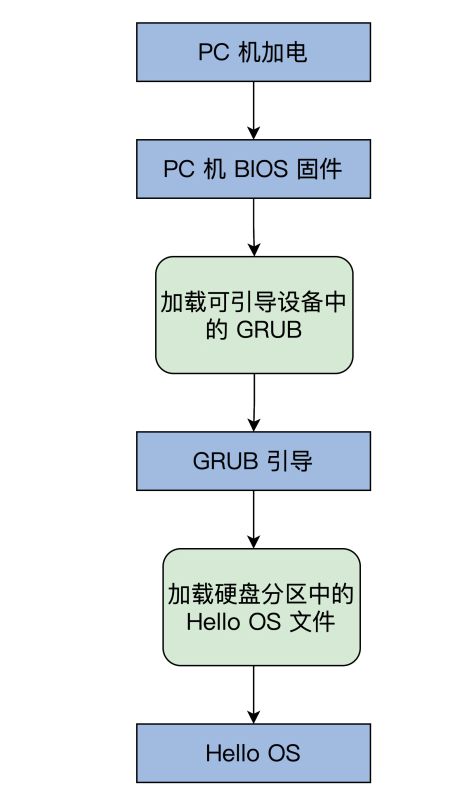 PC 机加电
PC 机 BIOS 固件
加载可引导设备中
的 GRUB
GRUB 引导
加载硬盘分区中的
Hello OS 文件
Hello OS